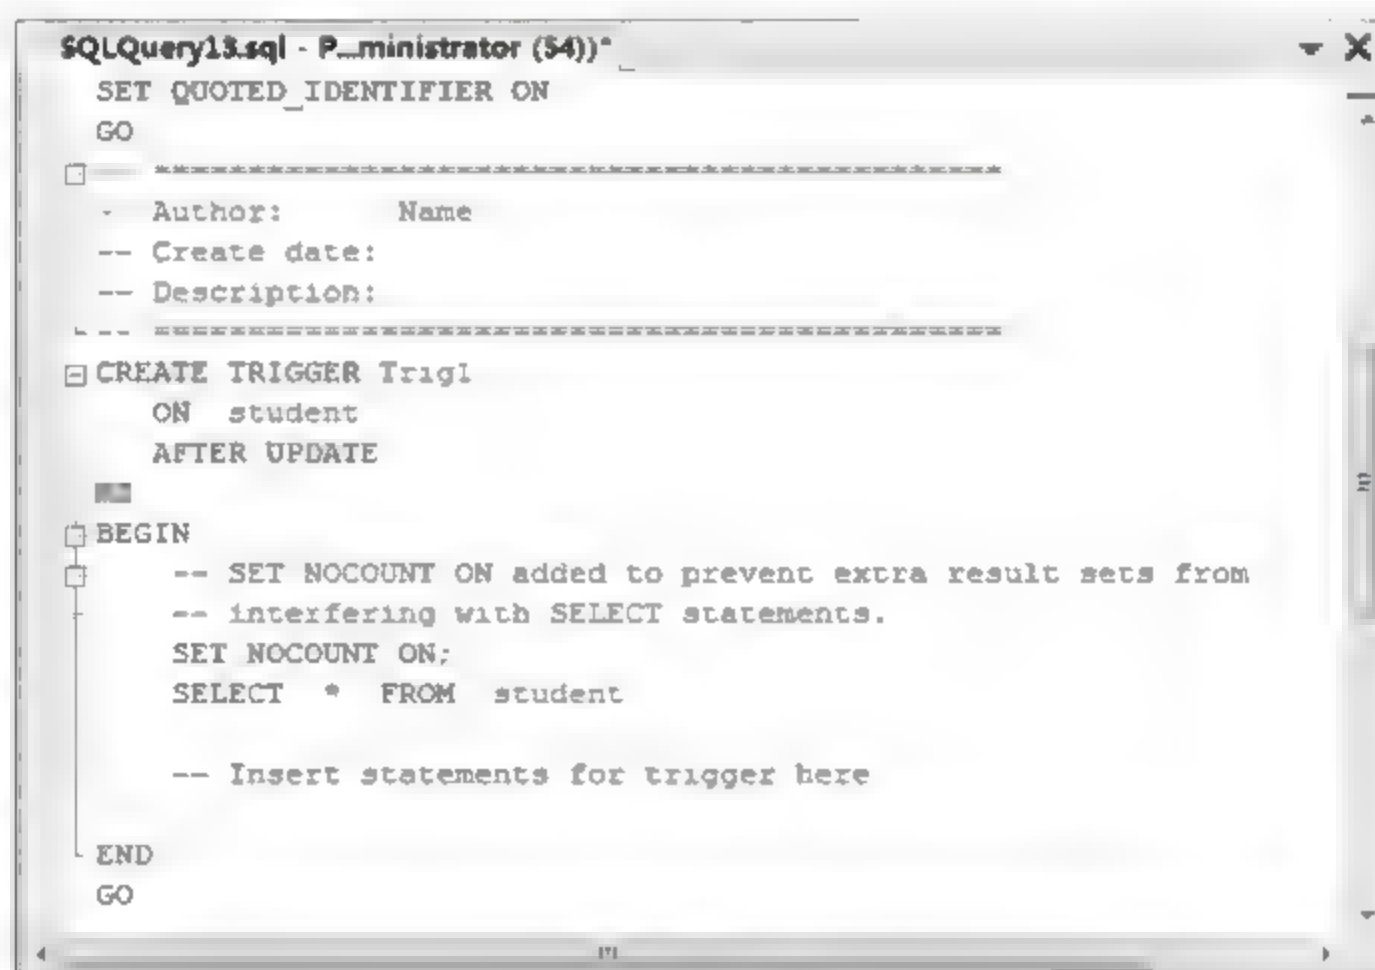 SQLQuery13.sql - P...ministrator (54))*
SET QUOTED_IDENTIFIER ON
GO
-- =============================================
-- Author:      Name
-- Create date:
-- Description:
-- =============================================
CREATE TRIGGER Trig1
ON  student
AFTER UPDATE
BEGIN
-- SET NOCOUNT ON added to prevent extra result sets from
-- interfering with SELECT statements.
SET NOCOUNT ON;
SELECT  *  FROM  student
-- Insert statements for trigger here
END
GO